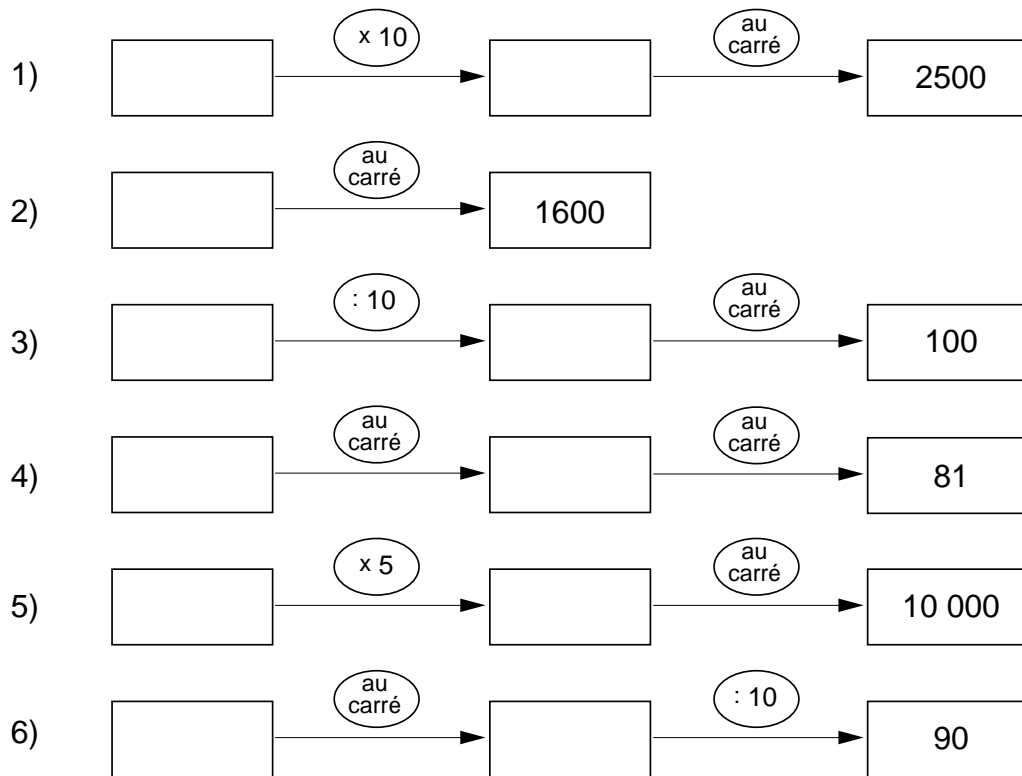 x 10
au
carré
1)
2500
au
carré
2)
1600
: 10
au
carré
3)
100
au
carré
au
carré
4)
81
x 5
au
carré
5)
10 000
au
carré
: 10
6)
90